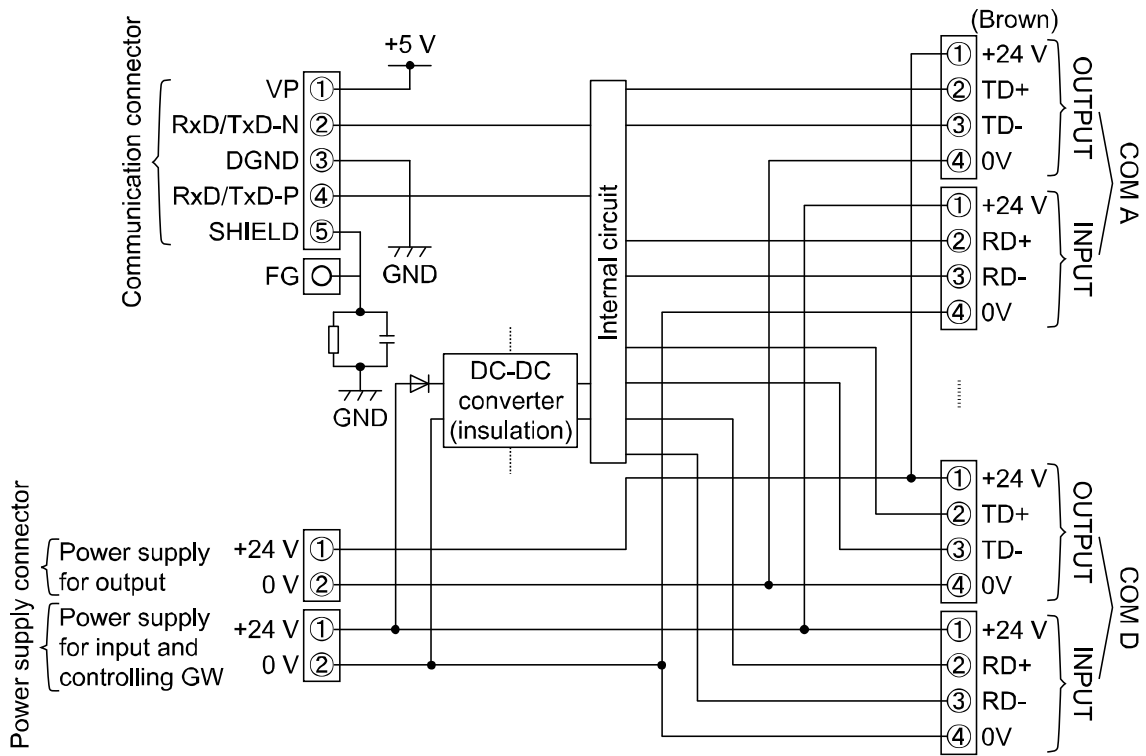 Communication connector
VP ①
RxD/TxD-N ②
DGND ③
RxD/TxD-P ④
SHIELD ⑤
FG
+5 V
GND
GND
DC-DC
converter
(insulation)
Internal circuit
Power supply connector
Power supply
for output
+24 V ①
0 V ②
Power supply
for input and
controlling GW
+24 V ①
0 V ②
(Brown)
① +24 V
② TD+
③ TD-
④ 0V
OUTPUT
① +24 V
② RD+
③ RD-
④ 0V
INPUT
COM A
① +24 V
② TD+
③ TD-
④ 0V
OUTPUT
① +24 V
② RD+
③ RD-
④ 0V
INPUT
COM D